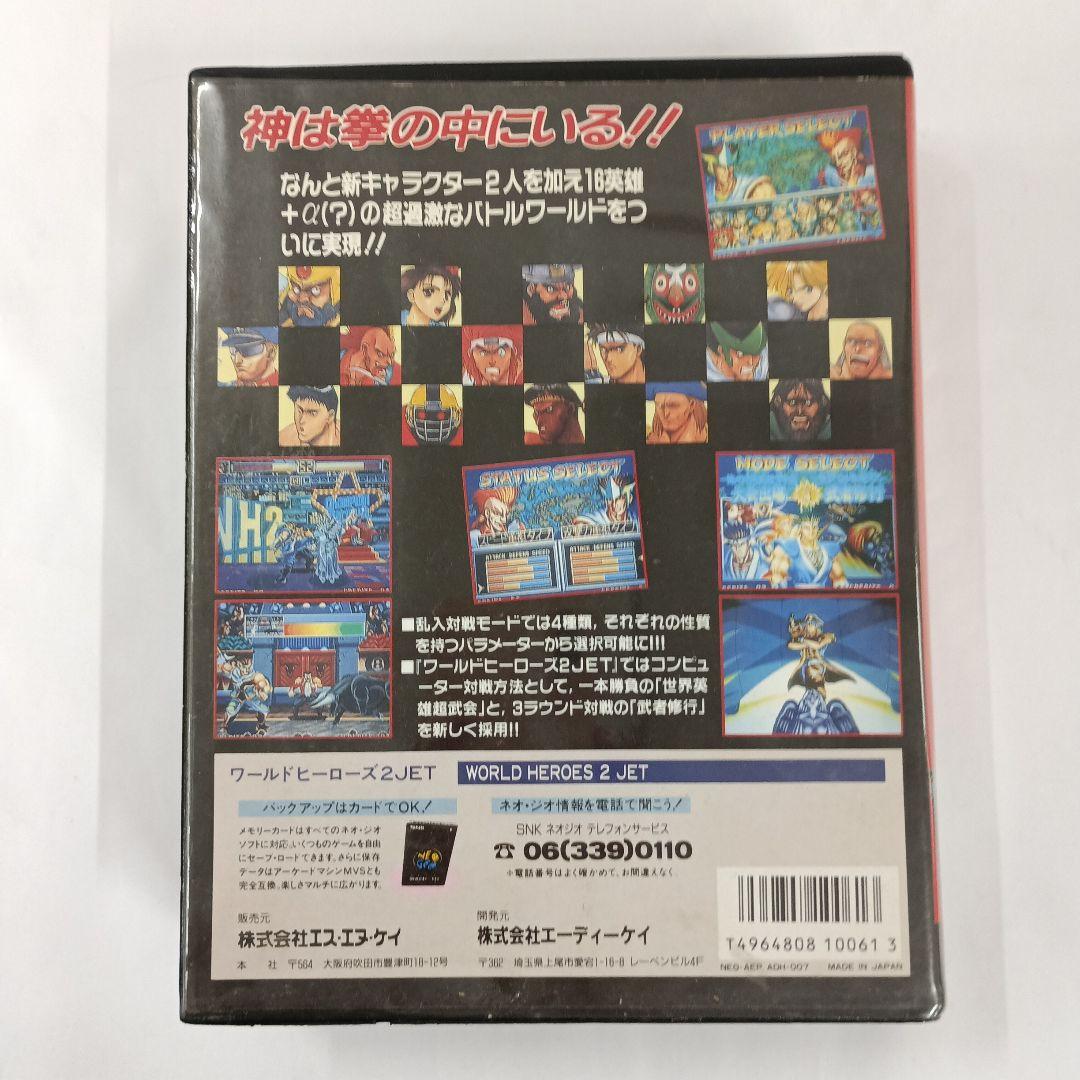 神は拳の中にいる!!
PLAYER SELECT
なんと新キャラクター2人を加え16英雄
+α(?)の超過激なバトルワールドをつ
いに実現!!
STATUS SELECT
MODE SELECT
NH2
ATTACK DEFEND SPEED
ATTACK DEFEND SPEED
武者修行
■乱入対戦モードでは4種類,それぞれの性質
を持つパラメーターから選択可能に!!!
■『ワールドヒーローズ2JET』ではコンピュ
ーター対戦方法として,一本勝負の「世界英
雄超武会」と,3ラウンド対戦の「武者修行」
を新しく採用!!
ワールドヒーローズ2JET
WORLD HEROES 2 JET
バックアップはカードでOK!
メモリーカードはすべてのネオ・ジオ
ソフトに対応。いくつものゲームを自由
にセーブ・ロードできます。さらに保存
データはアーケードマシンMVSとも
完全互換。楽しさマルチに広がります。
NEO GEO
ネオ・ジオ情報を電話で聞こう!
SNK ネオジオ テレフォンサービス
☎ 06(339)0110
※電話番号はよく確かめて、お間違えなく。
販売元
株式会社エス・エヌ・ケイ
本 社 〒564 大阪府吹田市豊津町18-12号
開発元
株式会社エーディーケイ
〒362 埼玉県上尾市愛宕1-16-8 レーベンビル4F
T4964808 10061 3
NEO-AEP ADH-007 MADE IN JAPAN